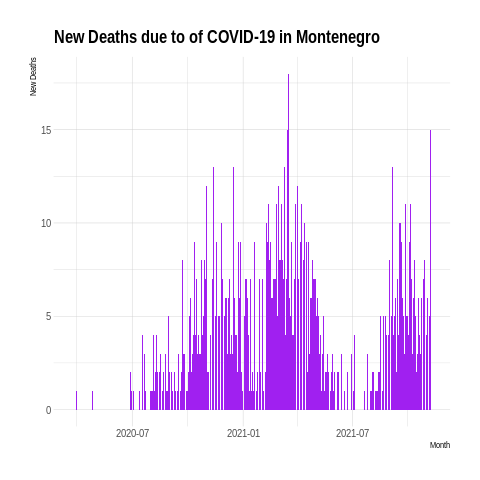 New Deaths due to of COVID-19 in Montenegro
New Deaths
15
10
5
0
2020-07
2021-01
2021-07
Month